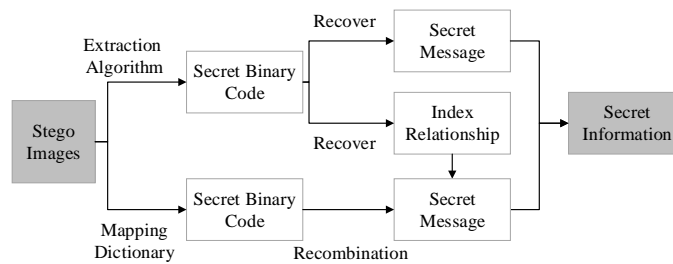 Recover
Extraction
Algorithm
Secret Binary
Code
Secret
Message
Stego
Images
Index
Relationship
Secret
Information
Recover
Mapping
Dictionary
Secret Binary
Code
Recombination
Secret
Message